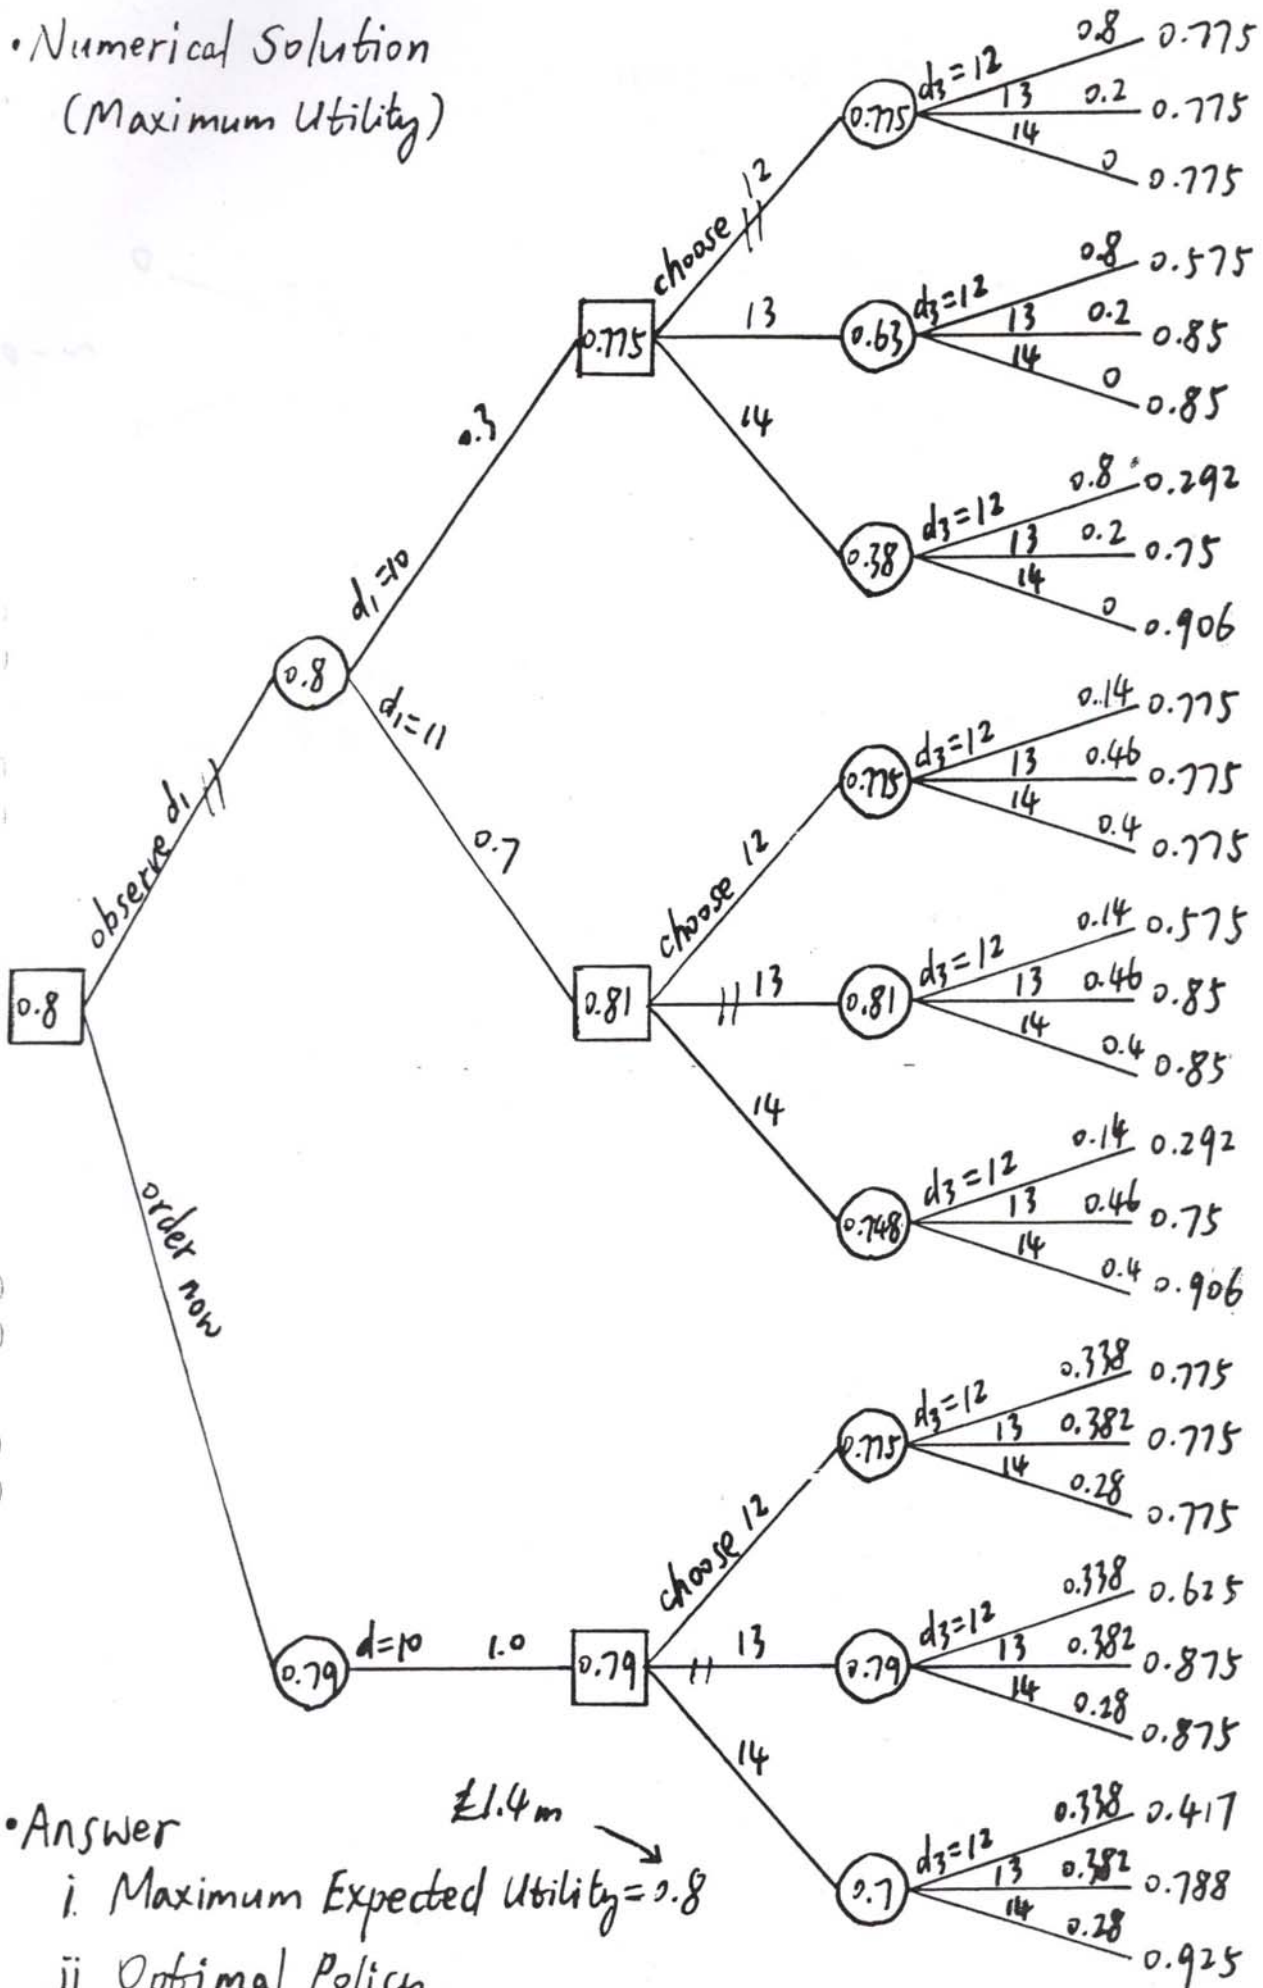 • Numerical Solution
(Maximum Utility)
0.8
observe d₁
order now
0.8
d₁=10
.3
d₁=11
0.7
0.775
choose 12
13
14
0.775
d₃=12 0.8 0.775
13 0.2 0.775
14 0 0.775
0.63
d₃=12 0.8 0.575
13 0.2 0.85
14 0 0.85
0.38
d₃=12 0.8 0.292
13 0.2 0.75
14 0 0.906
0.81
choose 12
13
14
0.775
d₃=12 0.14 0.775
13 0.46 0.775
14 0.4 0.775
0.81
d₃=12 0.14 0.575
13 0.46 0.85
14 0.4 0.85
0.748
d₃=12 0.14 0.292
13 0.46 0.75
14 0.4 0.906
0.79
d=10 1.0
0.79
choose 12
13
14
0.775
d₃=12 0.338 0.775
13 0.382 0.775
14 0.28 0.775
0.79
d₃=12 0.338 0.625
13 0.382 0.875
14 0.28 0.875
0.7
d₃=12 0.338 0.417
13 0.382 0.788
14 0.28 0.925
• Answer
£1.4m
i. Maximum Expected Utility=0.8
ii Optimal Policy